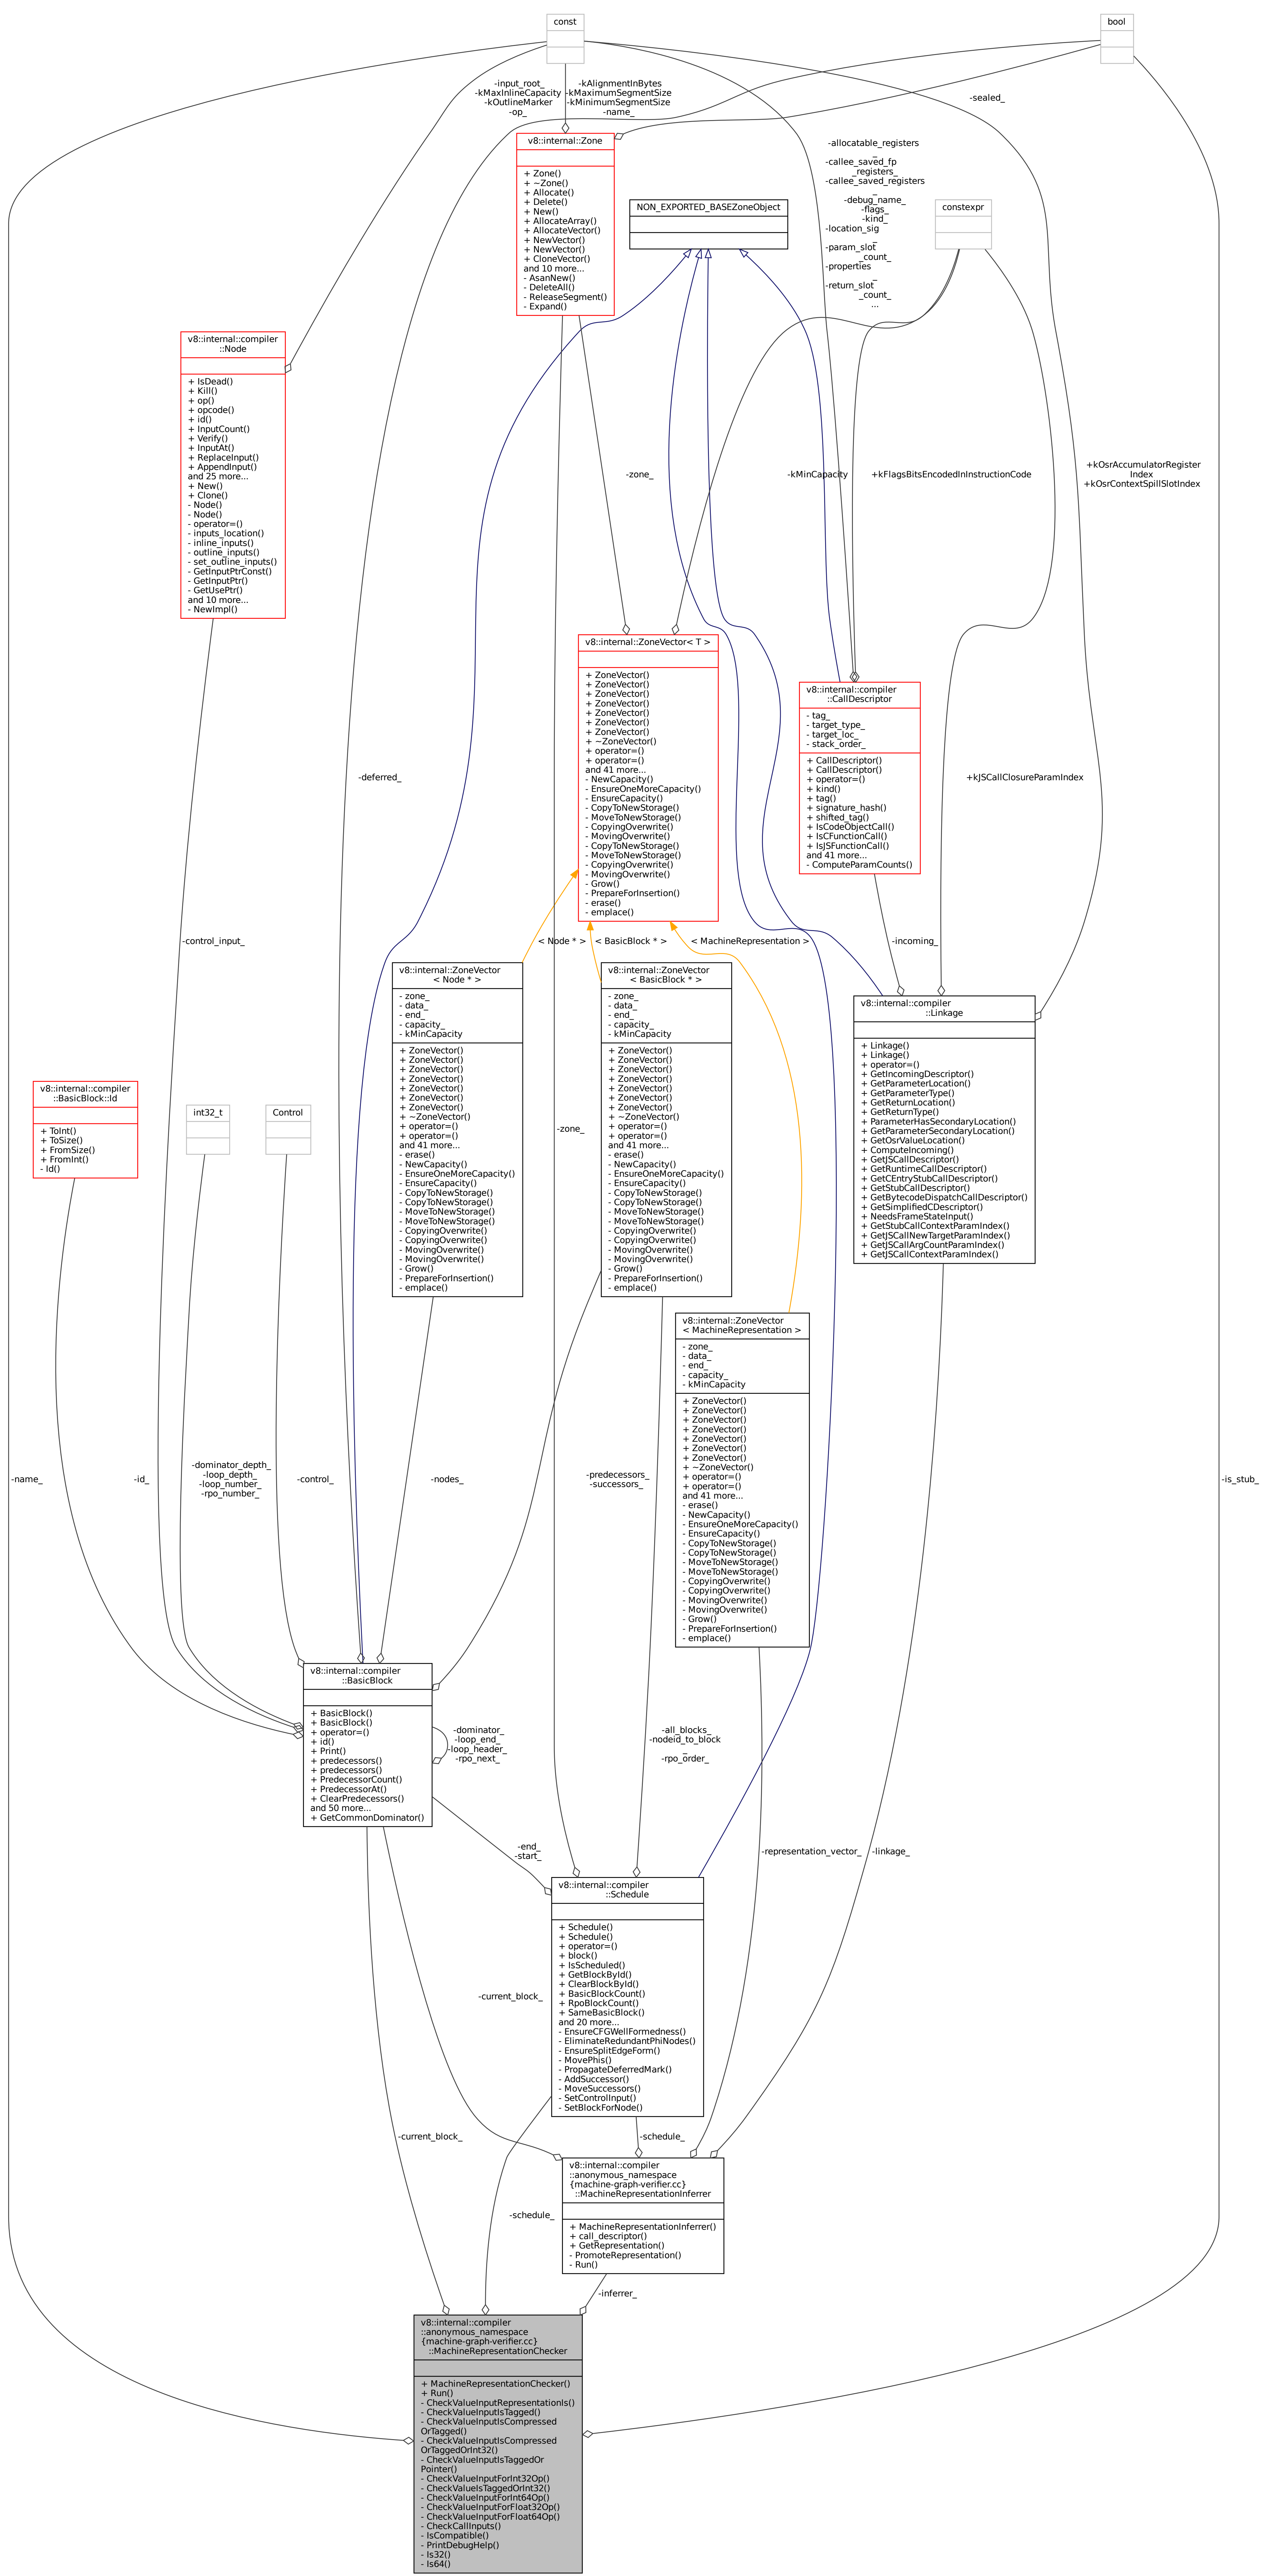 const
bool
-input_root_
-kMaxInlineCapacity
-kOutlineMarker
-op_
-kAlignmentInBytes
-kMaximumSegmentSize
-kMinimumSegmentSize
-name_
-sealed_
v8::internal::Zone
+ Zone()
+ ~Zone()
+ Allocate()
+ Delete()
+ New()
+ AllocateArray()
+ AllocateVector()
+ NewVector()
+ NewVector()
+ CloneVector()
and 10 more...
- AsanNew()
- DeleteAll()
- ReleaseSegment()
- Expand()
-allocatable_registers
_
-callee_saved_fp
_registers_
-callee_saved_registers
_
-debug_name_
-flags_
-kind_
-location_sig
_
-param_slot
_count_
-properties
_
-return_slot
_count_
...
NON_EXPORTED_BASEZoneObject
constexpr
v8::internal::compiler
::Node
+ IsDead()
+ Kill()
+ op()
+ opcode()
+ id()
+ InputCount()
+ Verify()
+ InputAt()
+ ReplaceInput()
+ AppendInput()
and 25 more...
+ New()
+ Clone()
- Node()
- Node()
- operator=()
- inputs_location()
- inline_inputs()
- outline_inputs()
- set_outline_inputs()
- GetInputPtrConst()
- GetInputPtr()
- GetUsePtr()
and 10 more...
- NewImpl()
-zone_
-kMinCapacity
+kFlagsBitsEncodedInInstructionCode
+kOsrAccumulatorRegister
Index
+kOsrContextSpillSlotIndex
v8::internal::ZoneVector< T >
+ ZoneVector()
+ ZoneVector()
+ ZoneVector()
+ ZoneVector()
+ ZoneVector()
+ ZoneVector()
+ ZoneVector()
+ ~ZoneVector()
+ operator=()
+ operator=()
and 41 more...
- NewCapacity()
- EnsureOneMoreCapacity()
- EnsureCapacity()
- CopyToNewStorage()
- MoveToNewStorage()
- CopyingOverwrite()
- MovingOverwrite()
- CopyToNewStorage()
- MoveToNewStorage()
- CopyingOverwrite()
- MovingOverwrite()
- Grow()
- PrepareForInsertion()
- erase()
- emplace()
v8::internal::compiler
::CallDescriptor
- tag_
- target_type_
- target_loc_
- stack_order_
+ CallDescriptor()
+ CallDescriptor()
+ operator=()
+ kind()
+ tag()
+ signature_hash()
+ shifted_tag()
+ IsCodeObjectCall()
+ IsCFunctionCall()
+ IsJSFunctionCall()
and 41 more...
- ComputeParamCounts()
-deferred_
+kJSCallClosureParamIndex
-control_input_
< Node * >
< BasicBlock * >
< MachineRepresentation >
-incoming_
v8::internal::ZoneVector
< Node * >
- zone_
- data_
- end_
- capacity_
- kMinCapacity
+ ZoneVector()
+ ZoneVector()
+ ZoneVector()
+ ZoneVector()
+ ZoneVector()
+ ZoneVector()
+ ZoneVector()
+ ~ZoneVector()
+ operator=()
+ operator=()
and 41 more...
- erase()
- NewCapacity()
- EnsureOneMoreCapacity()
- EnsureCapacity()
- CopyToNewStorage()
- CopyToNewStorage()
- MoveToNewStorage()
- MoveToNewStorage()
- CopyingOverwrite()
- CopyingOverwrite()
- MovingOverwrite()
- MovingOverwrite()
- Grow()
- PrepareForInsertion()
- emplace()
-zone_
v8::internal::ZoneVector
< BasicBlock * >
- zone_
- data_
- end_
- capacity_
- kMinCapacity
+ ZoneVector()
+ ZoneVector()
+ ZoneVector()
+ ZoneVector()
+ ZoneVector()
+ ZoneVector()
+ ZoneVector()
+ ~ZoneVector()
+ operator=()
+ operator=()
and 41 more...
- erase()
- NewCapacity()
- EnsureOneMoreCapacity()
- EnsureCapacity()
- CopyToNewStorage()
- CopyToNewStorage()
- MoveToNewStorage()
- MoveToNewStorage()
- CopyingOverwrite()
- CopyingOverwrite()
- MovingOverwrite()
- MovingOverwrite()
- Grow()
- PrepareForInsertion()
- emplace()
v8::internal::compiler
::Linkage
+ Linkage()
+ Linkage()
+ operator=()
+ GetIncomingDescriptor()
+ GetParameterLocation()
+ GetParameterType()
+ GetReturnLocation()
+ GetReturnType()
+ ParameterHasSecondaryLocation()
+ GetParameterSecondaryLocation()
+ GetOsrValueLocation()
+ ComputeIncoming()
+ GetJSCallDescriptor()
+ GetRuntimeCallDescriptor()
+ GetCEntryStubCallDescriptor()
+ GetStubCallDescriptor()
+ GetBytecodeDispatchCallDescriptor()
+ GetSimplifiedCDescriptor()
+ NeedsFrameStateInput()
+ GetStubCallContextParamIndex()
+ GetJSCallNewTargetParamIndex()
+ GetJSCallArgCountParamIndex()
+ GetJSCallContextParamIndex()
v8::internal::compiler
::BasicBlock::Id
+ ToInt()
+ ToSize()
+ FromSize()
+ FromInt()
- Id()
int32_t
Control
v8::internal::ZoneVector
< MachineRepresentation >
- zone_
- data_
- end_
- capacity_
- kMinCapacity
+ ZoneVector()
+ ZoneVector()
+ ZoneVector()
+ ZoneVector()
+ ZoneVector()
+ ZoneVector()
+ ZoneVector()
+ ~ZoneVector()
+ operator=()
+ operator=()
and 41 more...
- erase()
- NewCapacity()
- EnsureOneMoreCapacity()
- EnsureCapacity()
- CopyToNewStorage()
- CopyToNewStorage()
- MoveToNewStorage()
- MoveToNewStorage()
- CopyingOverwrite()
- CopyingOverwrite()
- MovingOverwrite()
- MovingOverwrite()
- Grow()
- PrepareForInsertion()
- emplace()
-name_
-id_
-dominator_depth_
-loop_depth_
-loop_number_
-rpo_number_
-control_
-nodes_
-predecessors_
-successors_
-is_stub_
v8::internal::compiler
::BasicBlock
+ BasicBlock()
+ BasicBlock()
+ operator=()
+ id()
+ Print()
+ predecessors()
+ predecessors()
+ PredecessorCount()
+ PredecessorAt()
+ ClearPredecessors()
and 50 more...
+ GetCommonDominator()
-dominator_
-loop_end_
-loop_header_
-rpo_next_
-all_blocks_
-nodeid_to_block
_
-rpo_order_
-end_
-start_
-representation_vector_
-linkage_
v8::internal::compiler
::Schedule
+ Schedule()
+ Schedule()
+ operator=()
+ block()
+ IsScheduled()
+ GetBlockById()
+ ClearBlockById()
+ BasicBlockCount()
+ RpoBlockCount()
+ SameBasicBlock()
and 20 more...
- EnsureCFGWellFormedness()
- EliminateRedundantPhiNodes()
- EnsureSplitEdgeForm()
- MovePhis()
- PropagateDeferredMark()
- AddSuccessor()
- MoveSuccessors()
- SetControlInput()
- SetBlockForNode()
-current_block_
-current_block_
-schedule_
v8::internal::compiler
::anonymous_namespace
{machine-graph-verifier.cc}
::MachineRepresentationInferrer
+ MachineRepresentationInferrer()
+ call_descriptor()
+ GetRepresentation()
- PromoteRepresentation()
- Run()
-schedule_
-inferrer_
v8::internal::compiler
::anonymous_namespace
{machine-graph-verifier.cc}
::MachineRepresentationChecker
+ MachineRepresentationChecker()
+ Run()
- CheckValueInputRepresentationIs()
- CheckValueInputIsTagged()
- CheckValueInputIsCompressed
OrTagged()
- CheckValueInputIsCompressed
OrTaggedOrInt32()
- CheckValueInputIsTaggedOr
Pointer()
- CheckValueInputForInt32Op()
- CheckValueIsTaggedOrInt32()
- CheckValueInputForInt64Op()
- CheckValueInputForFloat32Op()
- CheckValueInputForFloat64Op()
- CheckCallInputs()
- IsCompatible()
- PrintDebugHelp()
- Is32()
- Is64()